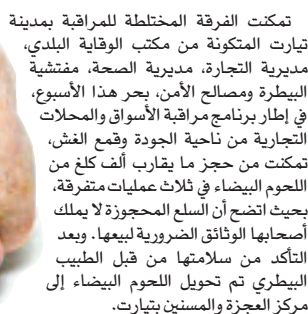 تمكنت الفرقة المختلطة للمراقبة بمدينة
تيارت المتكونة من مكتب الوقاية البلدي،
مديرية التجارة، مديرية الصحة، مفتشية
البيطرة ومصالح الأمن، بحر هذا الأسبوع،
في إطار برنامج مراقبة الأسواق والمحلات
التجارية من ناحية الجودة وقمع الغش،
تمكنت من حجز ما يقارب ألف كلغ من
اللحوم البيضاء في ثلاث عمليات متفرقة،
بحيث اتضح أن السلع المحجوزة لا يملك
أصحابها الوثائق الضرورية لبيعها. وبعد
التأكد من سلامتها من قبل الطبيب
البيطري تم تحويل اللحوم البيضاء إلى
مركز العجزة والمسنين بتيارت.